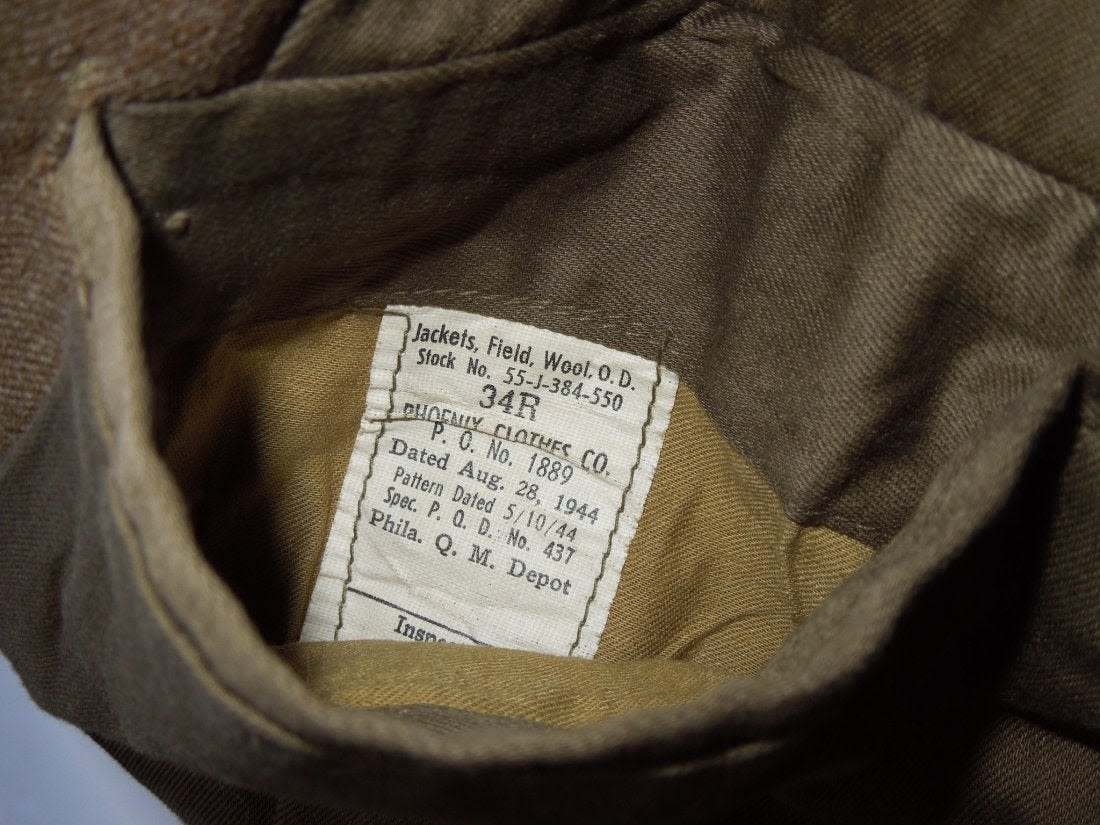 Jackets, Field, Wool, O.D.
Stock No. 55-J-384-550
34R
PHOENIX CLOTHES CO.
P. O. No. 1889
Dated Aug. 28, 1944
Pattern Dated 5/10/44
Spec. P. Q. D. No. 437
Phila. Q. M. Depot